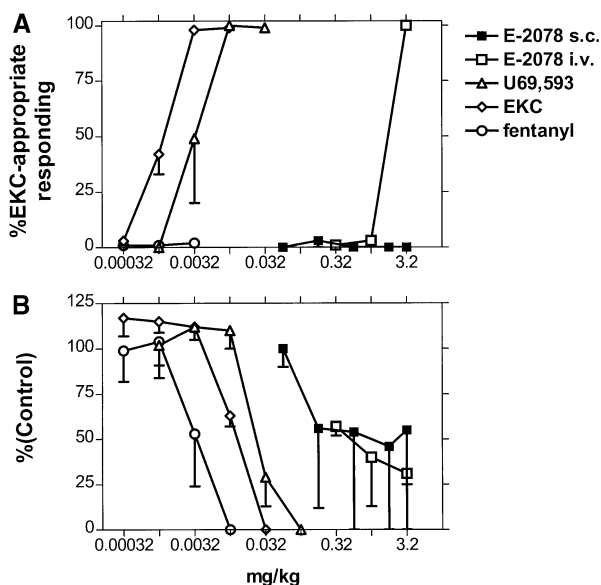 A
100
75
50
25
0
%EKC-appropriate
responding
0.00032 0.0032 0.032 0.32 3.2
E-2078 s.c.
E-2078 i.v.
U69,593
EKC
fentanyl
B
125
100
75
50
25
0
%(Control)
0.00032 0.0032 0.032 0.32 3.2
mg/kg